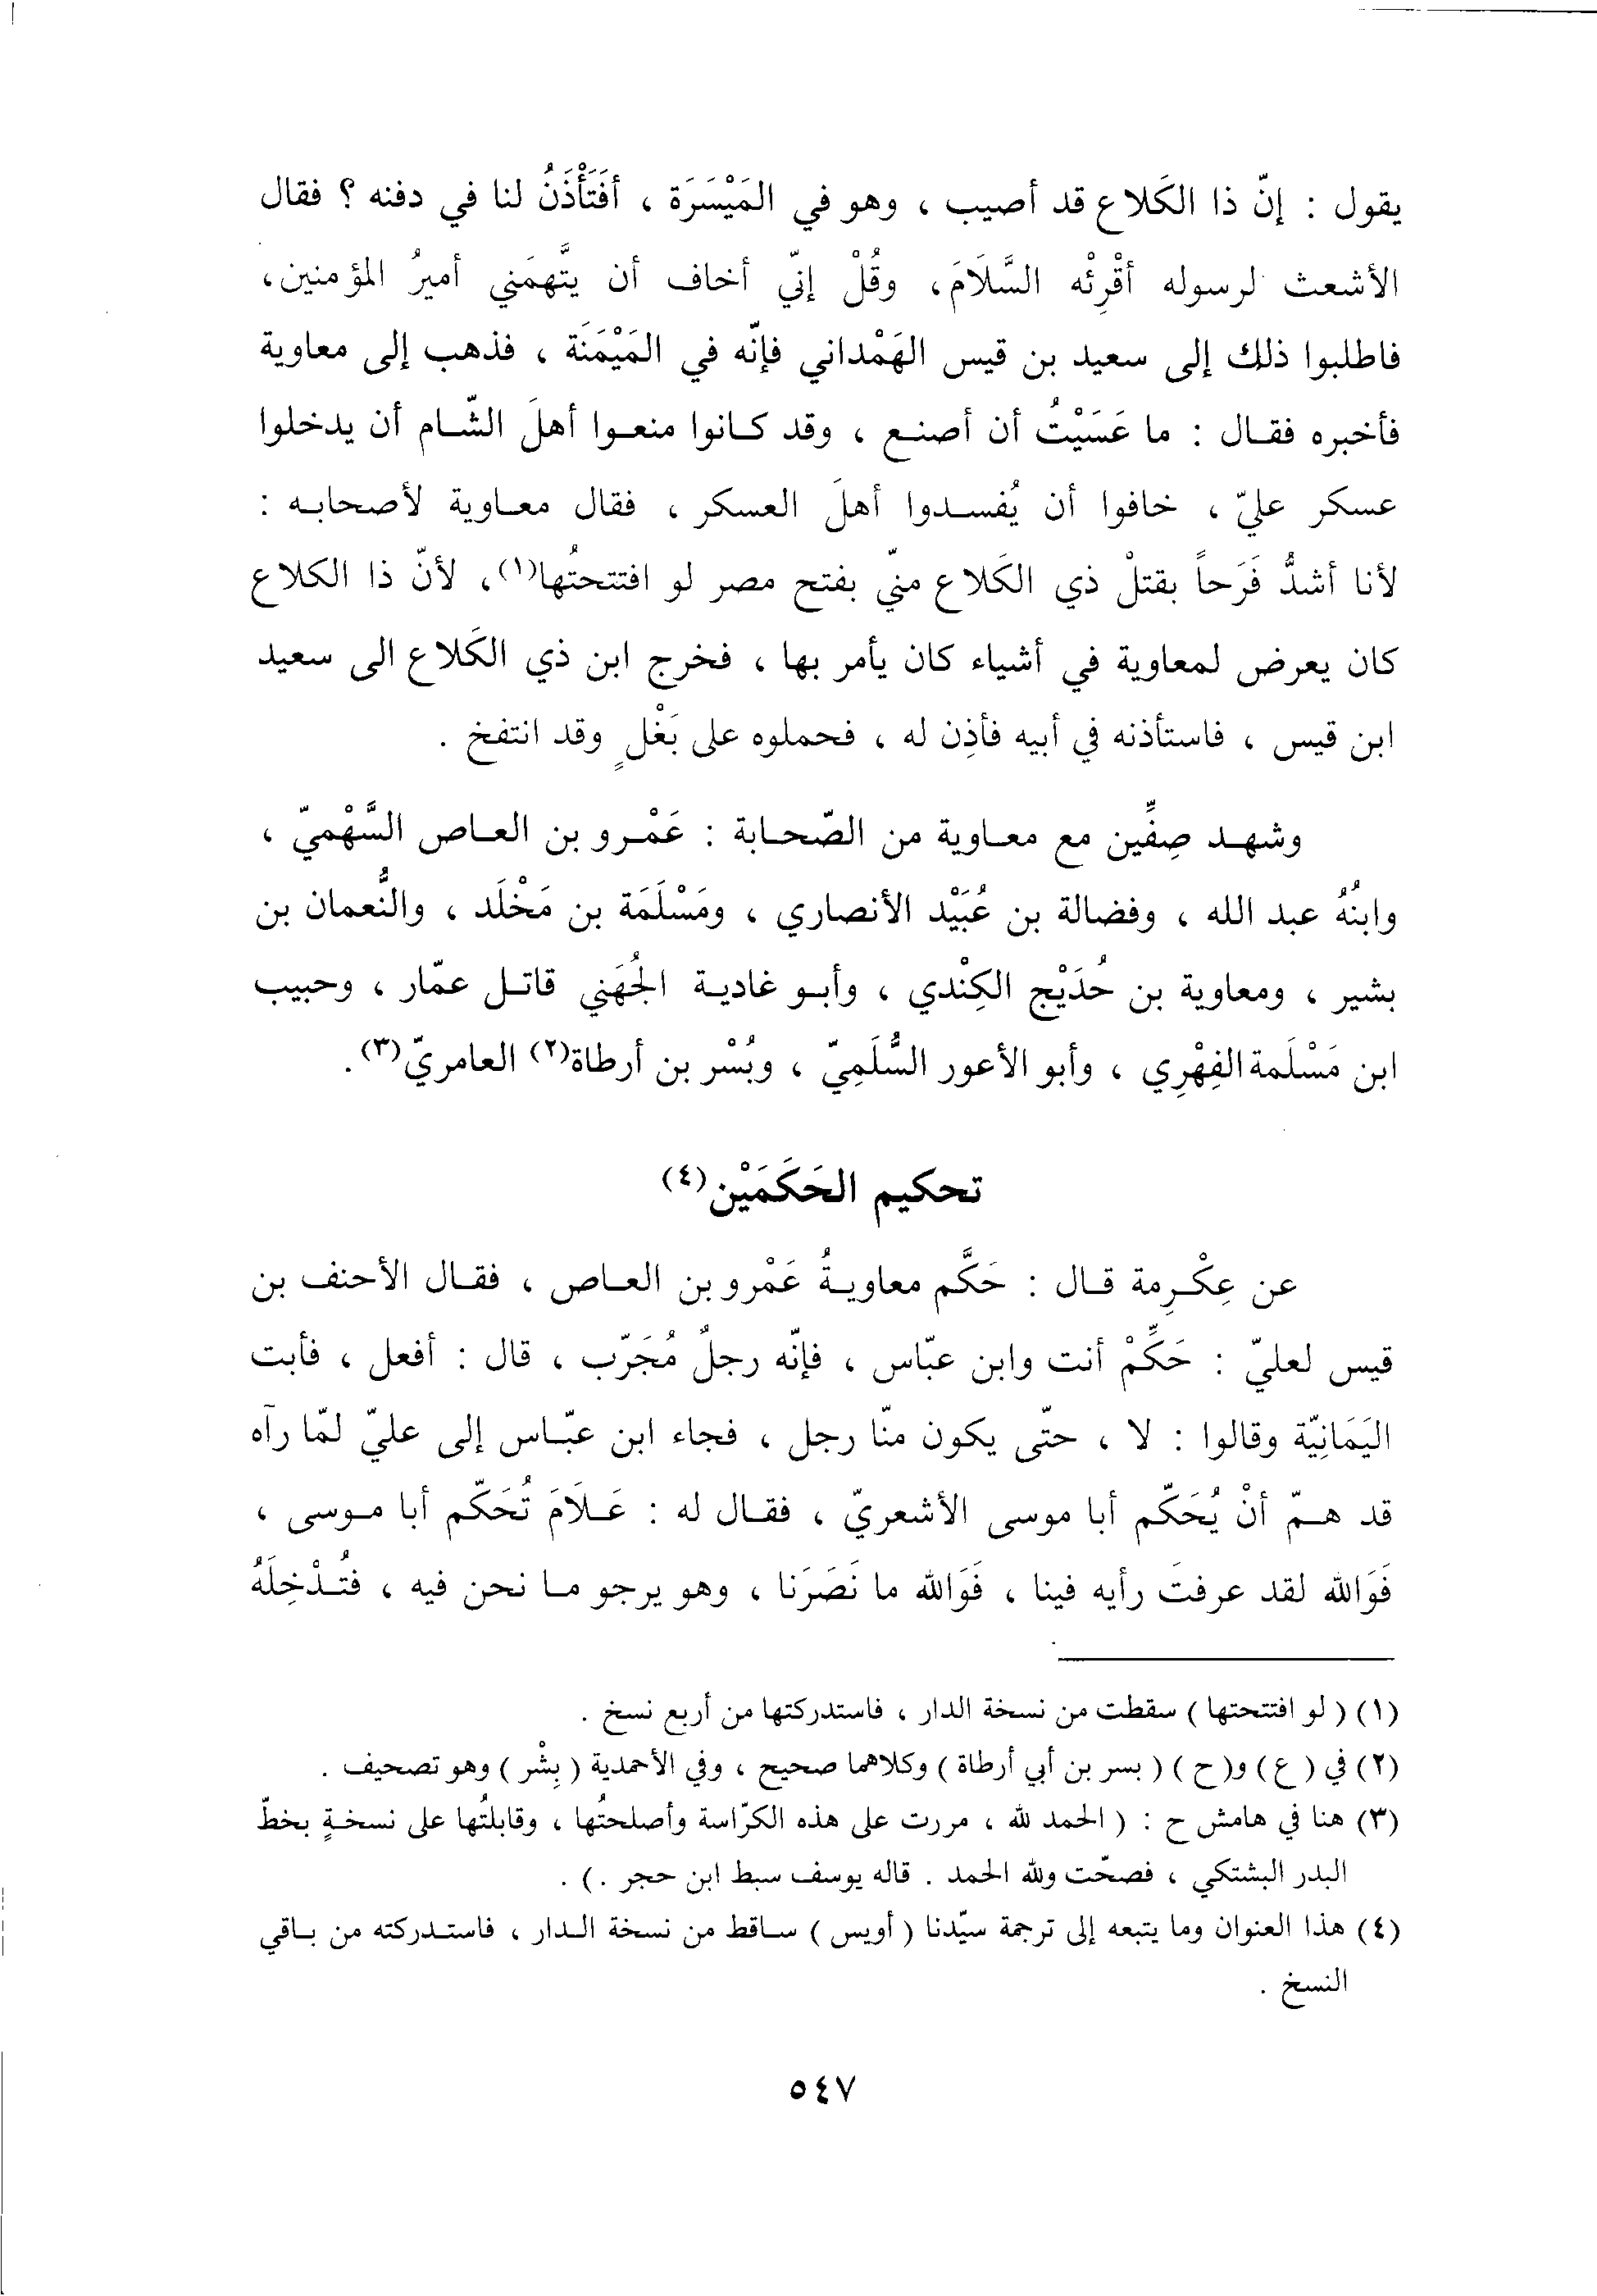 يقول : إنّ ذا الكَلاع قد أصيب ، وهو في المَيْسَرَة ، أفَتَأْذَنُ لنا في دفنه ؟ فقال
الأشعث لرسوله أقْرِئْه السَّلَامَ، وقُلْ إنّي أخاف أن يتَّهمَني أميرُ المؤمنين،
فاطلبوا ذلك إلى سعيد بن قيس الهَمْداني فإنّه في المَيْمَنَة ، فذهب إلى معاوية
فأخبره فقال : ما عَسَيْتُ أن أصنع ، وقد كانوا منعوا أهلَ الشّام أن يدخلوا
عسكر عليّ ، خافوا أن يُفسدوا أهلَ العسكر ، فقال معاوية لأصحابه :
لأنا أشدُّ فَرَحاً بقتلْ ذي الكَلاع منّي بفتح مصر لو افتتحتُها(١)، لأنّ ذا الكلاع
كان يعرض لمعاوية في أشياء كان يأمر بها ، فخرج ابن ذي الكَلاع الى سعيد
ابن قيس ، فاستأذنه في أبيه فأذِن له ، فحملوه على بَغْلٍ وقد انتفخ .
وشهد صِفِّين مع معاوية من الصّحابة : عَمْرو بن العاص السَّهْميّ ،
وابنُهُ عبد الله ، وفضالة بن عُبَيْد الأنصاري ، ومَسْلَمَة بن مَخْلَد ، والنُّعمان بن
بشير ، ومعاوية بن حُدَيْج الكِنْدي ، وأبو غادية الجُهَني قاتل عمّار ، وحبيب
ابن مَسْلَمة الفِهْرِي ، وأبو الأعور السُّلَمِيّ ، وبُسْر بن أرطاة(٢) العامريّ(٣).
تحكيم الحَكَمَيْن(٤)
عن عِكْرِمة قال : حَكَّم معاويةُ عَمْرو بن العاص ، فقال الأحنف بن
قيس لعليّ : حَكِّمْ أنت وابن عبّاس ، فإنّه رجلٌ مُجَرّب ، قال : أفعل ، فأبت
اليَمَانِيّة وقالوا : لا ، حتّى يكون منّا رجل ، فجاء ابن عبّاس إلى عليّ لمّا رآه
قد همّ أنْ يُحَكّم أبا موسى الأشعريّ ، فقال له : عَلَامَ تُحَكّم أبا موسى ،
فَوَالله لقد عرفتَ رأيه فينا ، فَوَالله ما نَصَرَنا ، وهو يرجو ما نحن فيه ، فتُدْخِلَهُ
(١) ( لو افتتحتها ) سقطت من نسخة الدار ، فاستدركتها من أربع نسخ .
(٢) في ( ع ) و( ح ) ( بسر بن أبي أرطاة ) وكلاهما صحيح ، وفي الأحمدية ( بِشْر ) وهو تصحيف .
(٣) هنا في هامش ح : ( الحمد لله ، مررت على هذه الكرّاسة وأصلحتُها ، وقابلتُها على نسخةٍ بخطّ
البدر البشتكي ، فصحّت ولله الحمد . قاله يوسف سبط ابن حجر . ) .
(٤) هذا العنوان وما يتبعه إلى ترجمة سيّدنا ( أويس ) ساقط من نسخة الدار ، فاستدركته من باقي
النسخ .
٥٤٧